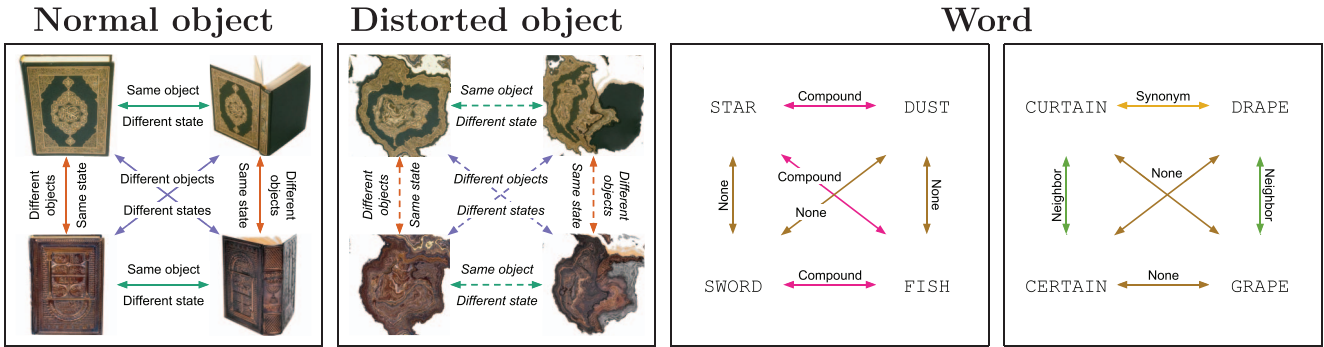 Normal object
Same object
Different state
Different objects
Same state
Different objects
Different states
Same state
Different objects
Same object
Different state
Distorted object
Same object
Different state
Different objects
Same state
Different objects
Different states
Same state
Different objects
Same object
Different state
Word
STAR
Compound
DUST
None
Compound
None
None
SWORD
Compound
FISH
CURTAIN
Synonym
DRAPE
Neighbor
None
Neighbor
CERTAIN
None
GRAPE